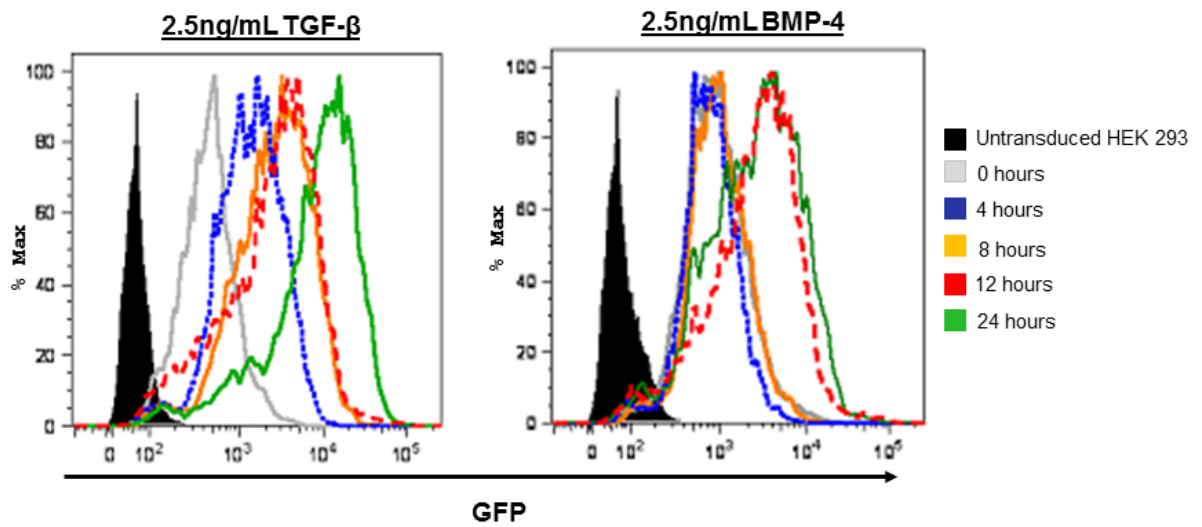 2.5ng/mL TGF-β
100
80
60
40
20
0
% Max
0 10² 10³ 10⁴ 10⁵
2.5ng/mL BMP-4
100
80
60
40
20
0
% Max
0 10² 10³ 10⁴ 10⁵
GFP
Untransduced HEK 293
0 hours
4 hours
8 hours
12 hours
24 hours